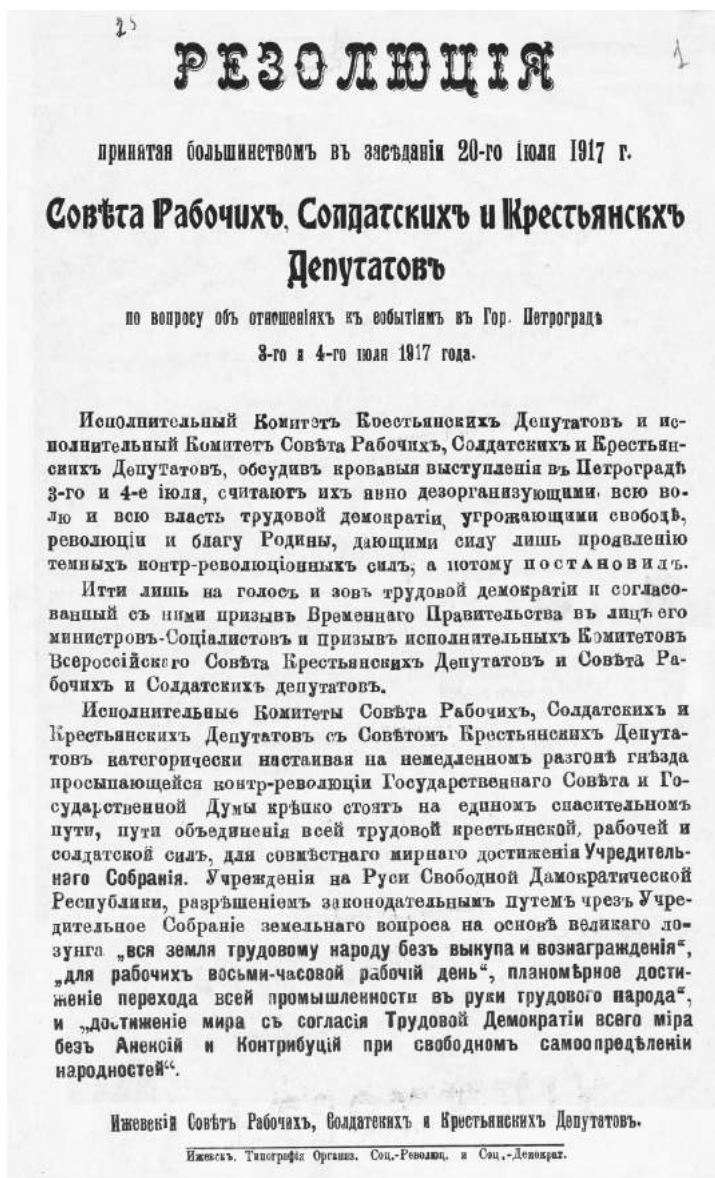 25
1
РЕЗОЛЮЦІЯ
принятая большинствомъ въ засѣданіи 20-го іюля 1917 г.
Совѣта Рабочихъ, Солдатскихъ и Крестьянскхъ
Депутатовъ
по вопросу объ отношеніяхъ къ событіямъ въ Гор. Петроградѣ
3-го и 4-го іюля 1917 года.
Исполнительный Комитэтъ Крестьянскихъ Депутатовъ и ис-
полнительный Комитетъ Совѣта Рабочихъ, Солдатскихъ и Крестьян-
скихъ Депутатовъ, обсудив кровавыя выступленія въ Петроградѣ
3-го и 4-е іюля, считаютъ ихъ явно дезорганизующими всю во-
лю и всю власть трудовой демократіи, угрожающими свободѣ,
революціи и благу Родины, дающими силу лишь проявленію
темныхъ контр-революціонныхъ силъ, а потому постановилъ.
Итти лишь на голосъ и зовъ трудовой демократіи и согласо-
ванный съ ними призывъ Временнаго Правительства въ лицѣ его
министровъ-Соціалистовъ и призывъ исполнительныхъ Комитетовъ
Всероссійскаго Совѣта Крестьянскихъ Депутатовъ и Совѣта Ра-
бочихъ и Солдатскихъ депутатовъ.
Исполнительные Комитеты Совѣта Рабочихъ, Солдатскихъ и
Крестьянскихъ Депутатовъ съ Совѣтомъ Крестьянскихъ Депута-
товъ категорически настаивая на немедленномъ разгонѣ гнѣзда
просыпающейся контр-революціи Государственнаго Совѣта и Го-
сударственной Думы крѣпко стоятъ на единомъ спасительномъ
пути, пути объединенія всей трудовой крестьянской, рабочей и
солдатской силъ, для совмѣстнаго мирнаго достиженія Учредитель-
наго Собранія. Учрежденія на Руси Свободной Дамократической
Республики, разрѣшеніемъ законодательнымъ путемъ чрезъ Учре-
дительное Собраніе земельнаго вопроса на основѣ великаго ло-
зунга „вся земля трудовому народу безъ выкупа и вознагражденія“,
„для рабочихъ восьми-часовой рабочій день“, планомѣрное дости-
женіе перехода всей промышленности въ руки трудового народа“,
и „достиженіе мира съ согласія Трудовой Демократіи всего міра
безъ Анексій и Контрибуцій при свободномъ самоопредѣленіи
народностей“.
Ижевскій Совѣтъ Рабочихъ, Солдатскихъ и Крестьянскихъ Депутатовъ.
Ижевскъ. Типографія Организ. Соц.-Революц. и Соц.-Демократ.